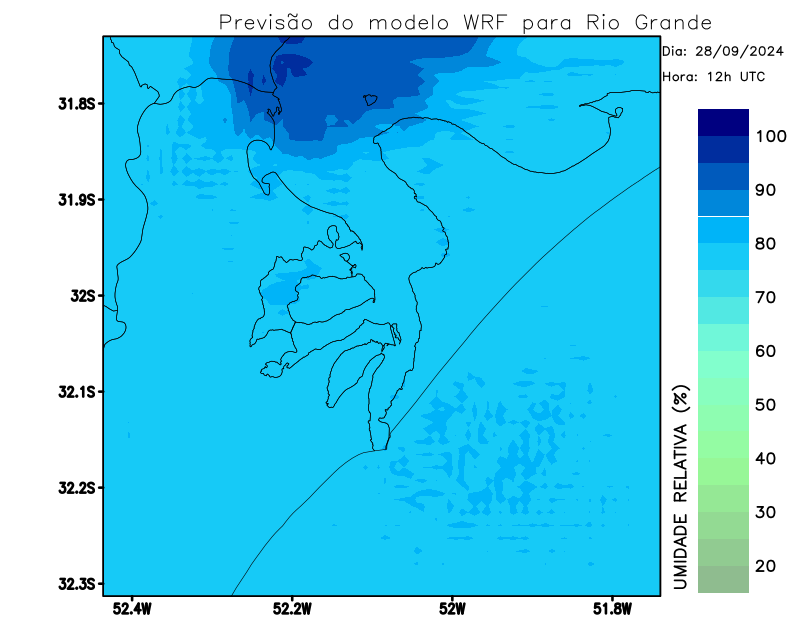 Previsão do modelo WRF para Rio Grande
Dia: 28/09/2024
Hora: 12h UTC
31.8S
31.9S
32S
32.1S
32.2S
32.3S
52.4W
52.2W
52W
51.8W
100
90
80
70
60
50
40
30
20
UMIDADE RELATIVA (%)